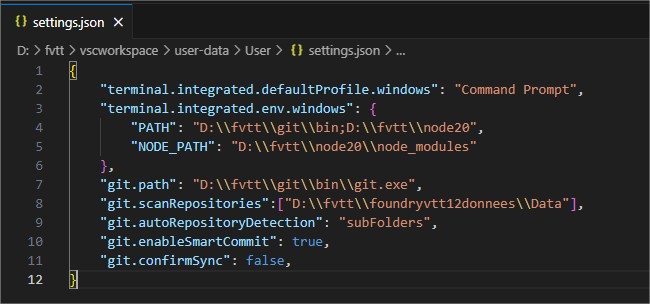 {} settings.json ×
D: > fvtt > vscworkspace > user-data > User > {} settings.json > ...
1 {
2 "terminal.integrated.defaultProfile.windows": "Command Prompt",
3 "terminal.integrated.env.windows": {
4 "PATH": "D:\\fvtt\\git\\bin;D:\\fvtt\\node20",
5 "NODE_PATH": "D:\\fvtt\\node20\\node_modules"
6 },
7 "git.path": "D:\\fvtt\\git\\bin\\git.exe",
8 "git.scanRepositories":["D:\\fvtt\\foundryvtt12donnees\\Data"],
9 "git.autoRepositoryDetection": "subFolders",
10 "git.enableSmartCommit": true,
11 "git.confirmSync": false,
12 }